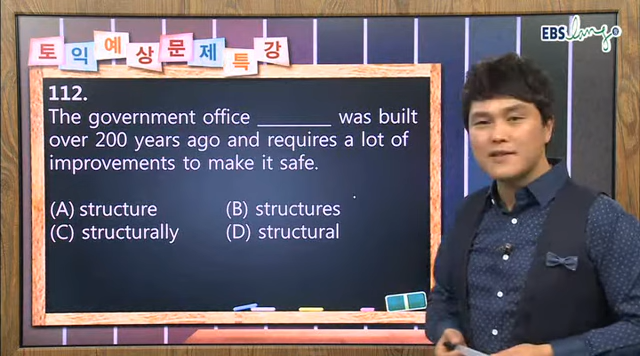 토익예상문제특강
EBSlang
112.
The government office ________ was built
over 200 years ago and requires a lot of
improvements to make it safe.
(A) structure (B) structures
(C) structurally (D) structural